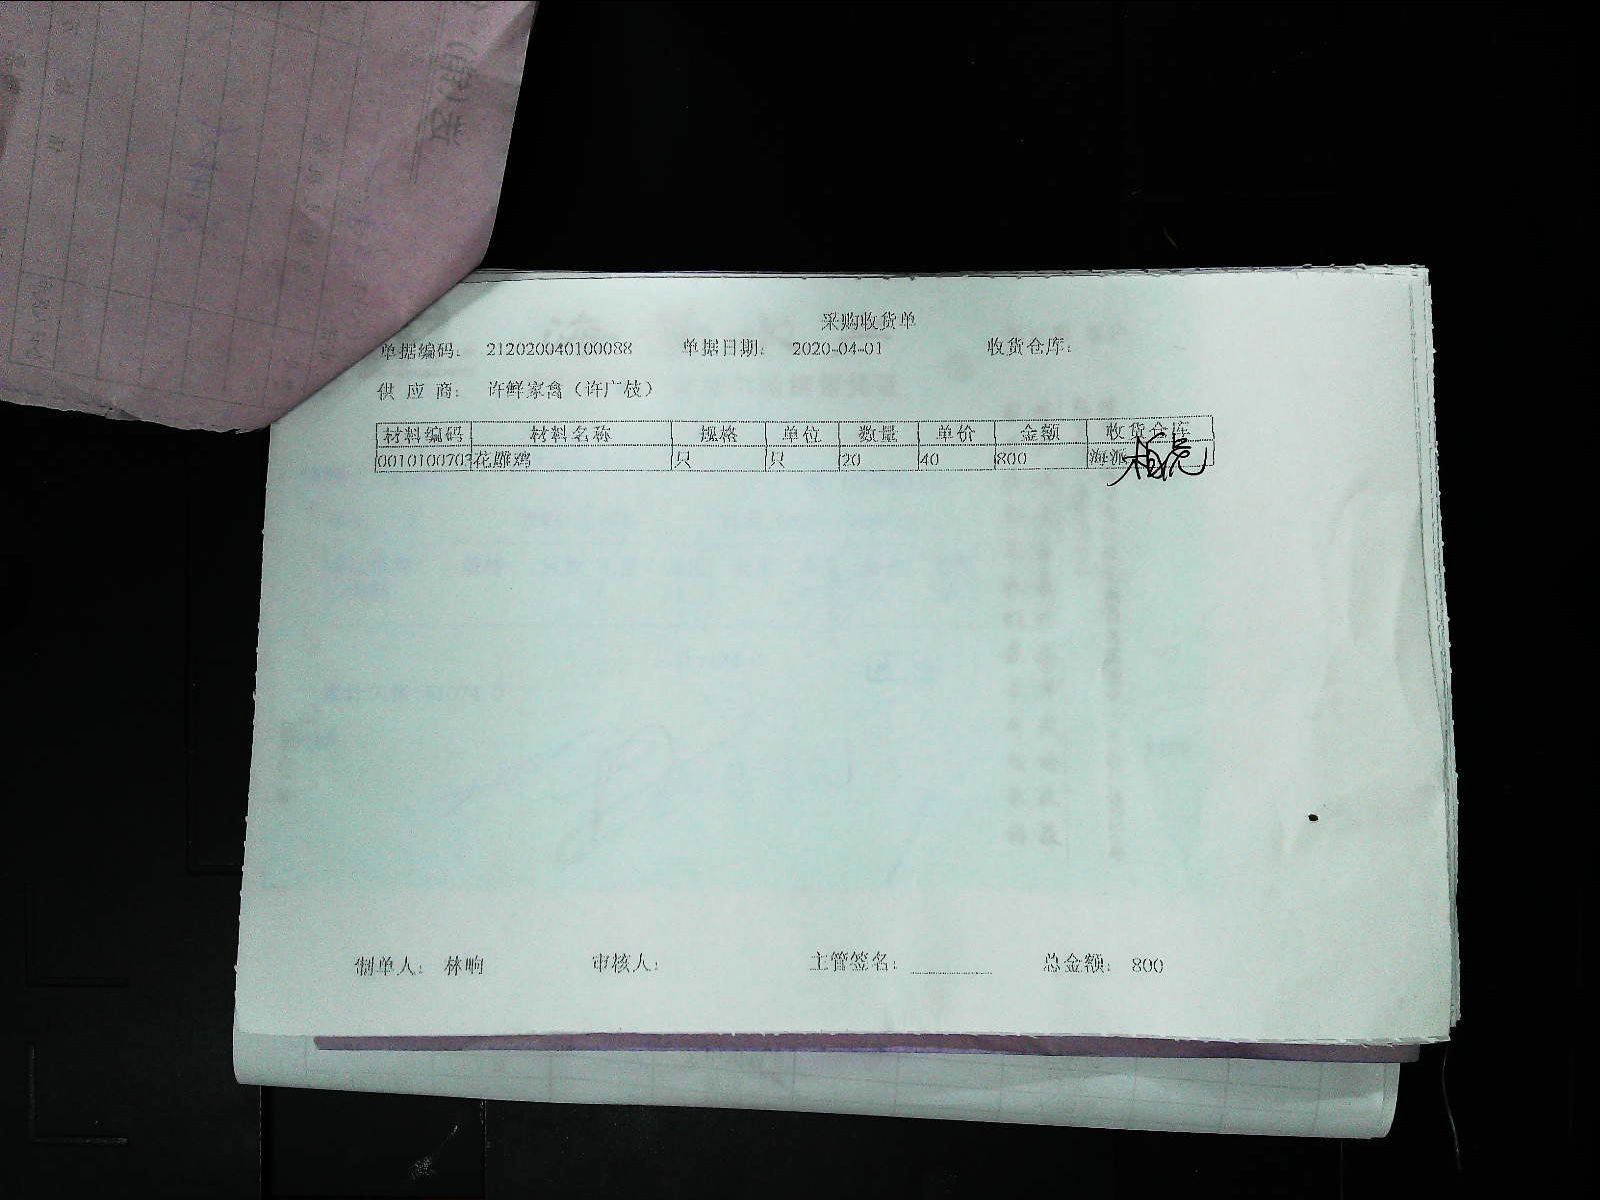 采购收货单
单据编码: 212020040100088 单据日期: 2020-04-01 收货仓库:
供 应 商: 许鲜家禽（许广枝）
材料编码 材料名称 规格 单位 数量 单价 金额 收货仓库
0010100703 花雕鸡 只 只 20 40 800 海派
制单人: 林晌 审核人: 主管签名: 总金额: 800